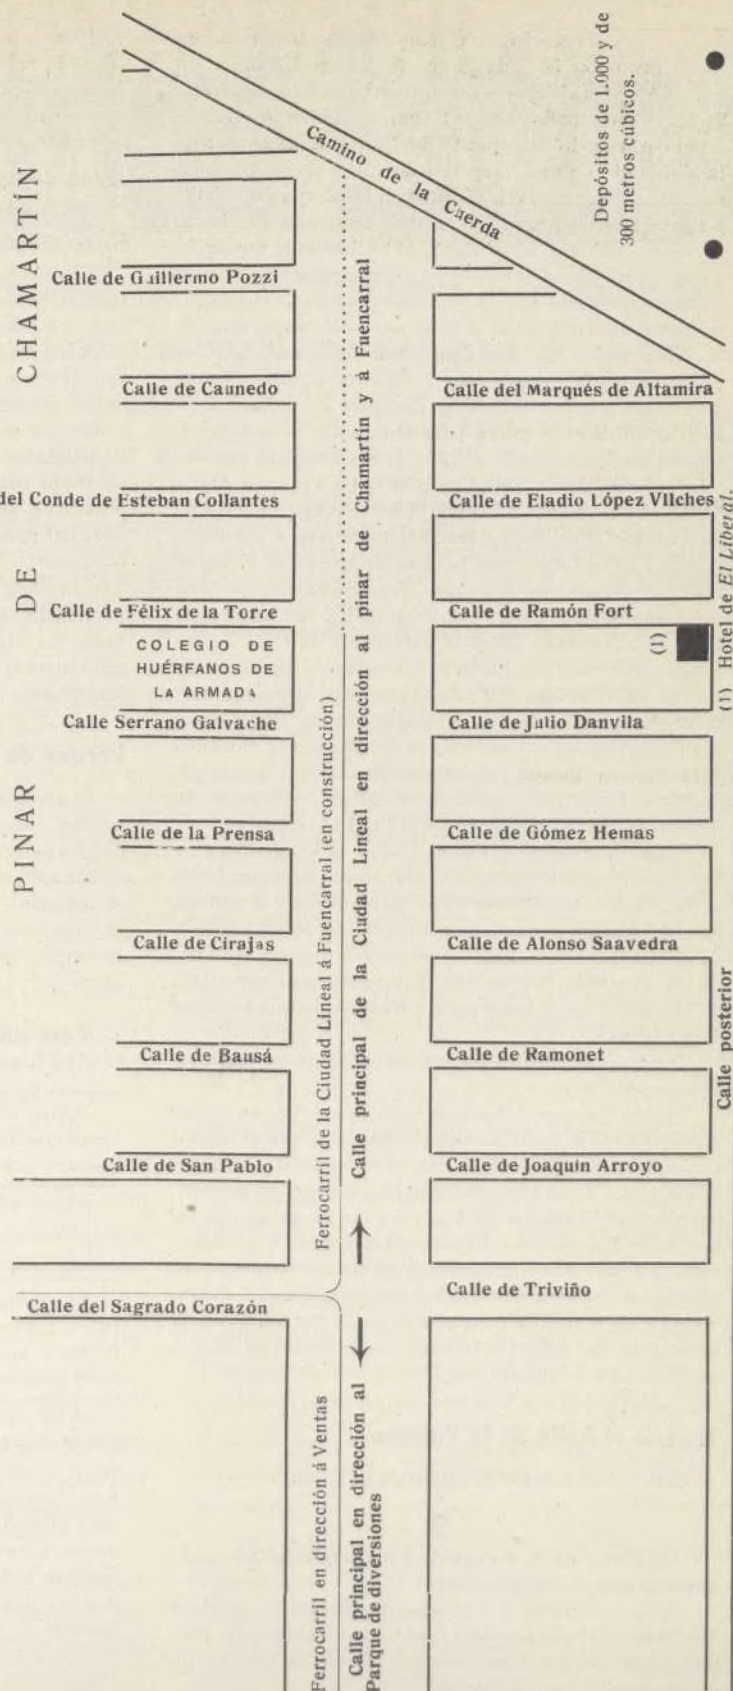 Depósitos de 1.000 y de
300 metros cúbicos.
Camino de la Cuerda
PINAR DE CHAMARTÍN
Calle de Guillermo Pozzi
Calle de Caunedo
Calle del Marqués de Altamira
del Conde de Esteban Collantes
Calle de Eladio López Vilches
Calle de Félix de la Torre
Calle de Ramón Fort
COLEGIO DE
HUÉRFANOS DE
LA ARMADA
(1)
(1) Hotel de El Liberal.
Calle Serrano Galvache
Calle de Julio Danvila
Calle de la Prensa
Calle de Gómez Hemas
Calle de Cirajas
Calle de Alonso Saavedra
Calle de Bausá
Calle de Ramonet
Calle posterior
Calle de San Pablo
Calle de Joaquín Arroyo
Ferrocarril de la Ciudad Lineal á Fuencarral (en construcción)
Calle principal de la Ciudad Lineal en dirección al pinar de Chamartín y á Fuencarral
Calle de Triviño
Calle del Sagrado Corazón
Ferrocarril en dirección á Ventas
Calle principal en dirección al
Parque de diversiones